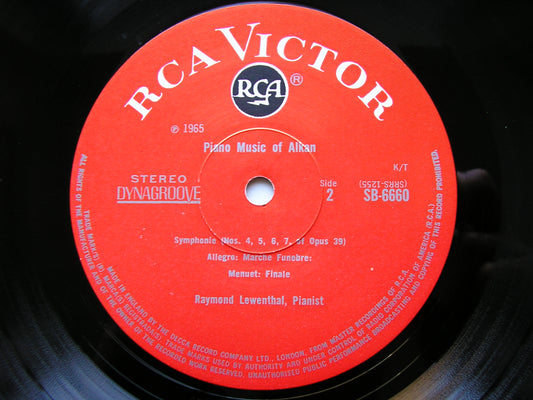 RCA VICTOR
RCA
®
℗ 1965
Piano Music of Alkan
K/T
STEREO
DYNAGROOVE
Side
2
(SRRS-1255)
SB-6660
Symphonie (Nos. 4, 5, 6, 7, of Opus 39)
Allegro: Marche Funebre:
Menuet: Finale
Raymond Lewenthal, Pianist
ALL RIGHTS OF THE MANUFACTURER AND OF THE OWNER OF THE RECORDED WORK RESERVED. UNAUTHORISED PUBLIC PERFORMANCE BROADCASTING AND COPYING OF THIS RECORD PROHIBITED.
TRADE MARK(S) ® REGISTERED. TRADE MARKS USED BY AUTHORITY AND UNDER CONTROL OF RADIO CORPORATION OF AMERICA (R.C.A.)
MADE IN ENGLAND BY THE DECCA RECORD COMPANY LTD., LONDON, FROM MASTER RECORDINGS OF R.C.A.